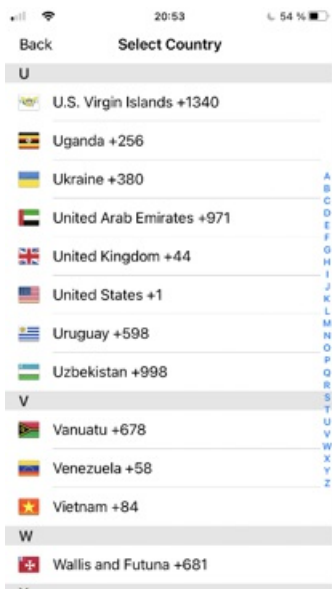 20:53
54 %
Back
Select Country
U
U.S. Virgin Islands +1340
Uganda +256
Ukraine +380
United Arab Emirates +971
United Kingdom +44
United States +1
Uruguay +598
Uzbekistan +998
V
Vanuatu +678
Venezuela +58
Vietnam +84
W
Wallis and Futuna +681
A
B
C
D
E
F
G
H
I
J
K
L
M
N
O
P
Q
R
S
T
U
V
W
X
Y
Z